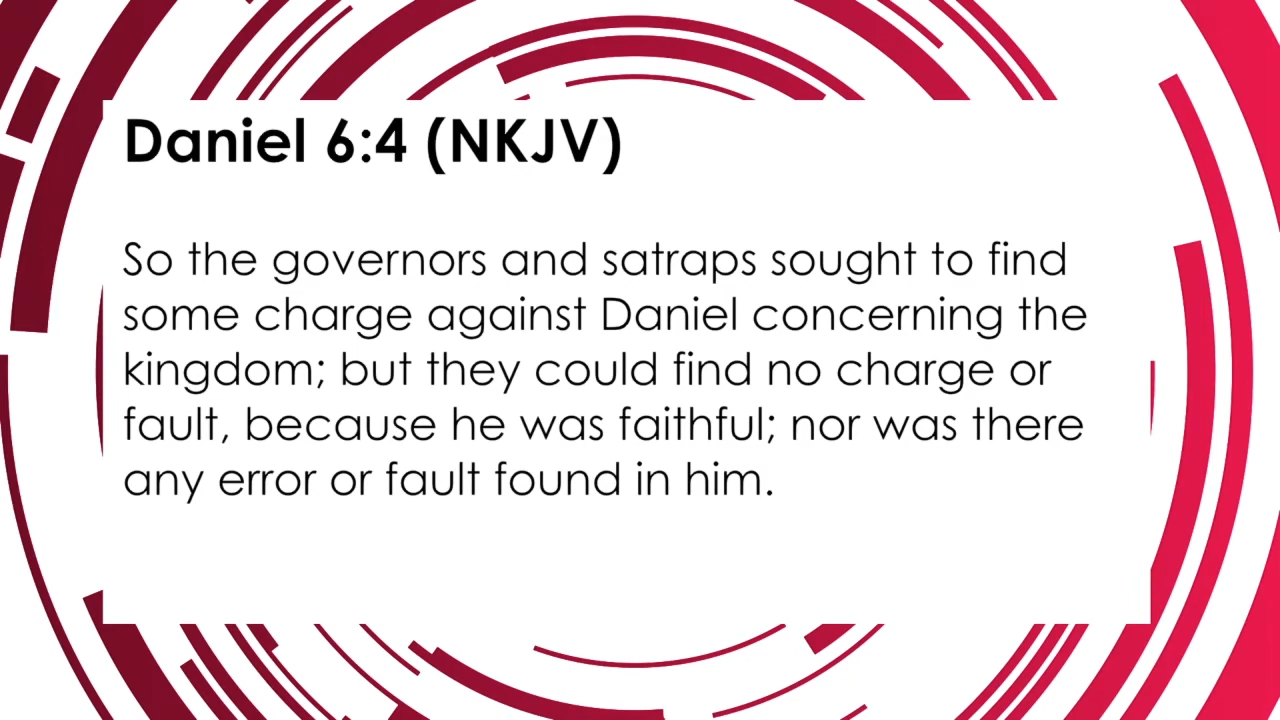 Daniel 6:4 (NKJV)
So the governors and satraps sought to find
some charge against Daniel concerning the
kingdom; but they could find no charge or
fault, because he was faithful; nor was there
any error or fault found in him.